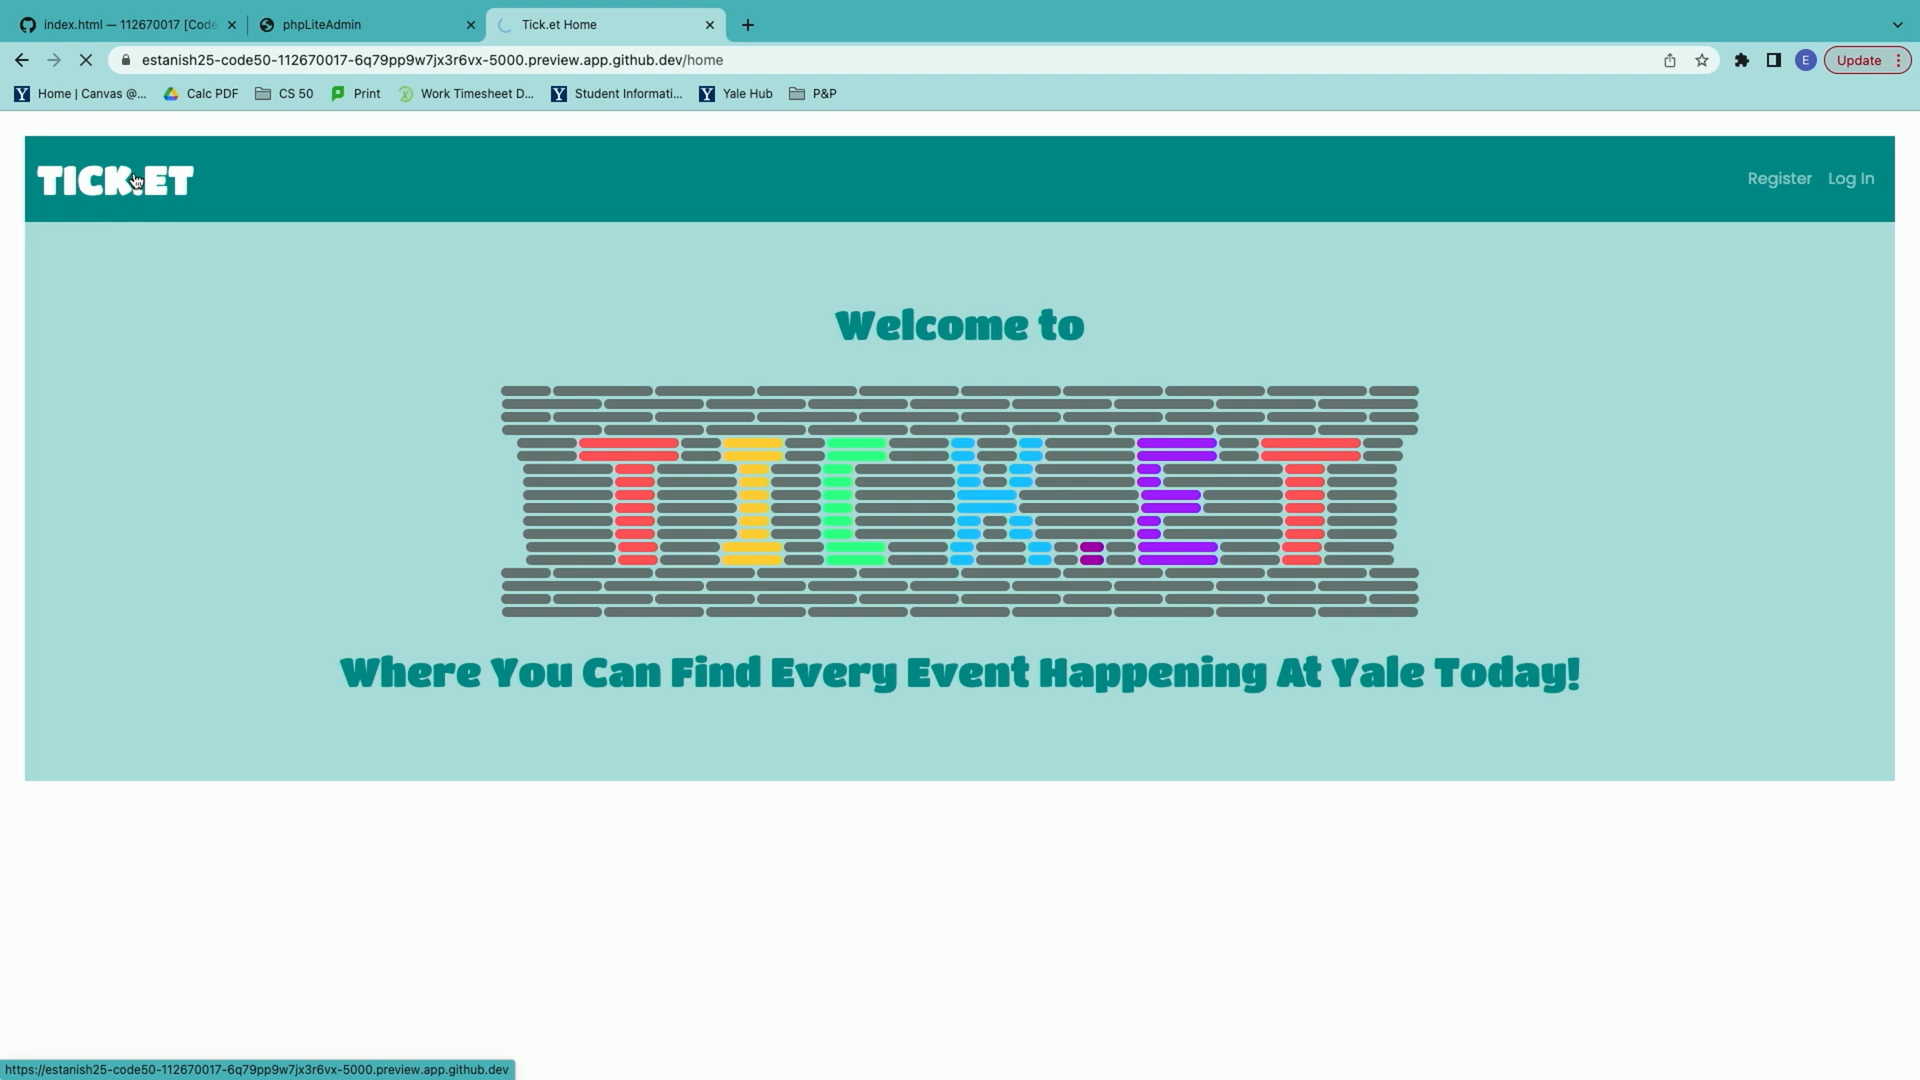 index.html — 112670017 [Code
phpLiteAdmin
Tick.et Home
estanish25-code50-112670017-6q79pp9w7jx3r6vx-5000.preview.app.github.dev/home
E
Update
Home | Canvas @...
Calc PDF
CS 50
Print
Work Timesheet D...
Student Informati...
Yale Hub
P&P
TICK.ET
Register
Log In
Welcome to
TICK.ET
Where You Can Find Every Event Happening At Yale Today!
https://estanish25-code50-112670017-6q79pp9w7jx3r6vx-5000.preview.app.github.dev